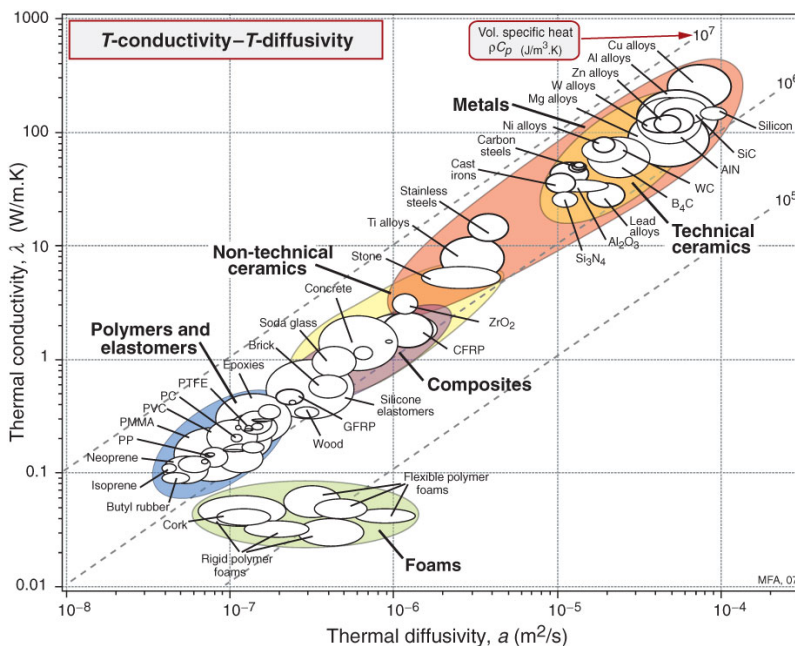 T-conductivity–T-diffusivity
Vol. specific heat
ρCp (J/m³.K)
10⁷
10⁶
10⁵
1000
100
10
1
0.1
0.01
Thermal conductivity, λ (W/m.K)
10⁻⁸
10⁻⁷
10⁻⁶
10⁻⁵
10⁻⁴
Thermal diffusivity, a (m²/s)
Cu alloys
Al alloys
Zn alloys
W alloys
Mg alloys
Metals
Ni alloys
Carbon
steels
Cast
irons
Silicon
SiC
AlN
WC
B₄C
Technical
ceramics
Lead
alloys
Al₂O₃
Si₃N₄
Stainless
steels
Ti alloys
Stone
Non-technical
ceramics
Concrete
Soda glass
Brick
ZrO₂
CFRP
Composites
Polymers and
elastomers
Epoxies
PTFE
PC
PVC
PMMA
PP
Neoprene
Isoprene
Butyl rubber
Silicone
elastomers
GFRP
Wood
Flexible polymer
foams
Cork
Rigid polymer
foams
Foams
MFA, 07